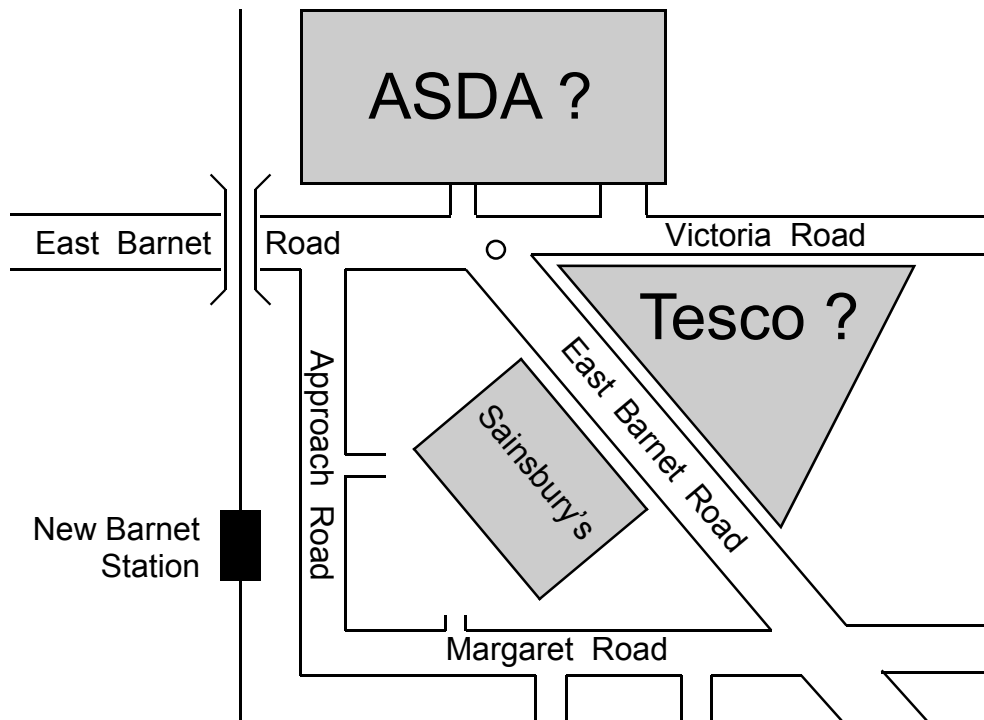 ASDA ?
East Barnet Road
Victoria Road
Tesco ?
East Barnet Road
Approach Road
Sainsbury's
New Barnet
Station
Margaret Road